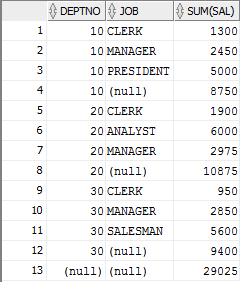 DEPTNO JOB SUM(SAL)
1 10 CLERK 1300
2 10 MANAGER 2450
3 10 PRESIDENT 5000
4 10 (null) 8750
5 20 CLERK 1900
6 20 ANALYST 6000
7 20 MANAGER 2975
8 20 (null) 10875
9 30 CLERK 950
10 30 MANAGER 2850
11 30 SALESMAN 5600
12 30 (null) 9400
13 (null) (null) 29025